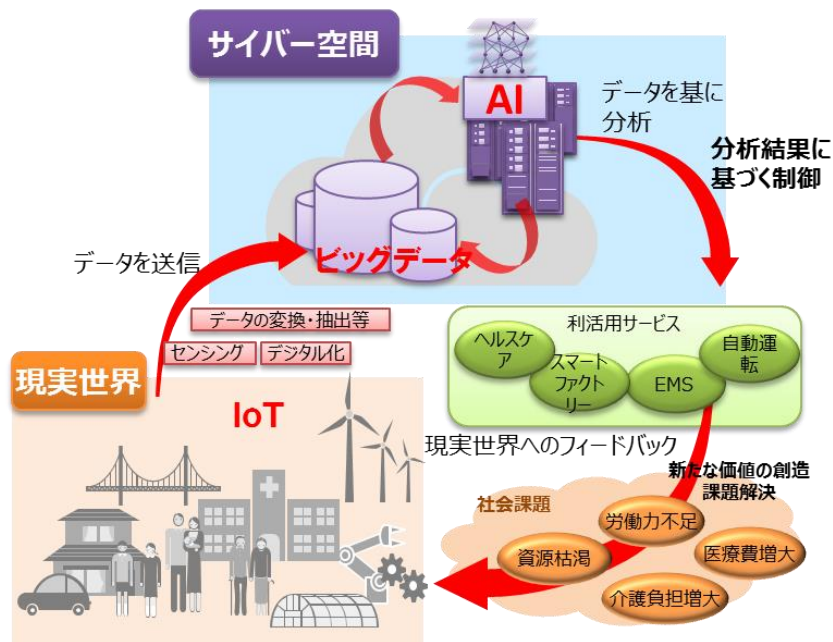 サイバー空間
AI
データを基に
分析
分析結果に
基づく制御
ビッグデータ
データを送信
データの変換・抽出等
センシング
デジタル化
現実世界
IoT
利活用サービス
ヘルスケ
ア
スマート
ファクト
リー
EMS
自動運
転
現実世界へのフィードバック
新たな価値の創造
課題解決
社会課題
労働力不足
資源枯渇
医療費増大
介護負担増大